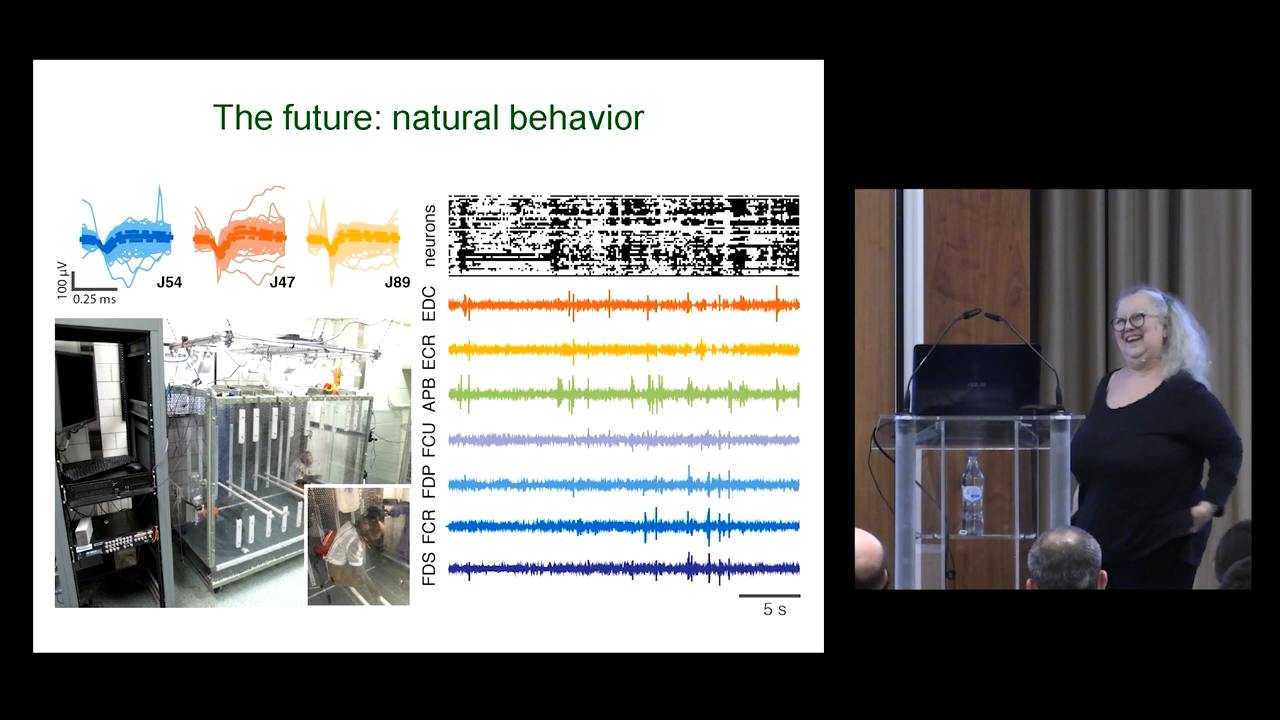 The future: natural behavior
100 µV
0.25 ms
J54
J47
J89
neurons
EDC
ECR
APB
FCU
FDP
FCR
FDS
5 s